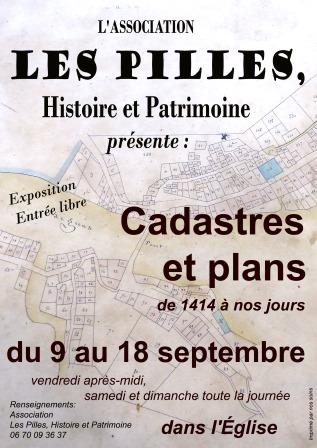 L'ASSOCIATION
LES PILLES,
Histoire et Patrimoine
présente :
Exposition
Entrée libre
Cadastres
et plans
de 1414 à nos jours
du 9 au 18 septembre
vendredi après-midi,
samedi et dimanche toute la journée
Renseignements:
Association
Les Pilles, Histoire et Patrimoine
06 70 09 36 37
dans l'Église
Imprimé par nos soins